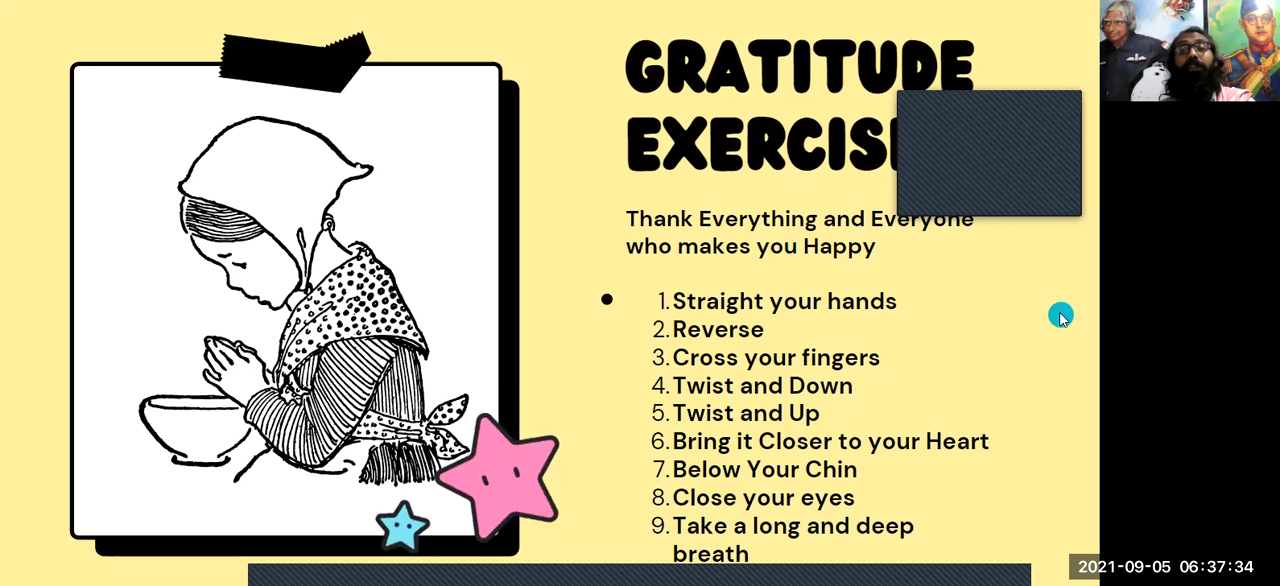 GRATITUDE
EXERCIS
Thank Everything and Everyone
who makes you Happy
1. Straight your hands
2. Reverse
3. Cross your fingers
4. Twist and Down
5. Twist and Up
6. Bring it Closer to your Heart
7. Below Your Chin
8. Close your eyes
9. Take a long and deep
breath
2021-09-05 06:37:34